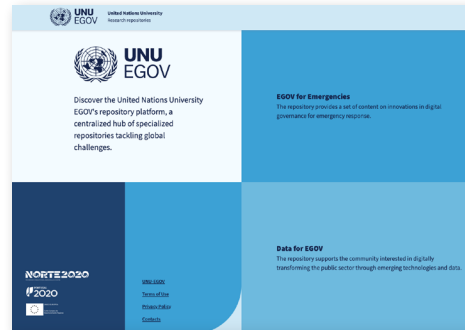 UNU
EGOV
United Nations University
Research repositories
UNU
EGOV
Discover the United Nations University
EGOV's repository platform, a
centralized hub of specialized
repositories tackling global
challenges.
EGOV for Emergencies
The repository provides a set of content on innovations in digital
governance for emergency response.
Data for EGOV
The repository supports the community interested in digitally
transforming the public sector through emerging technologies and data.
NORTE2020
2020
UNU-EGOV
Terms of Use
Privacy Policy
Contacts